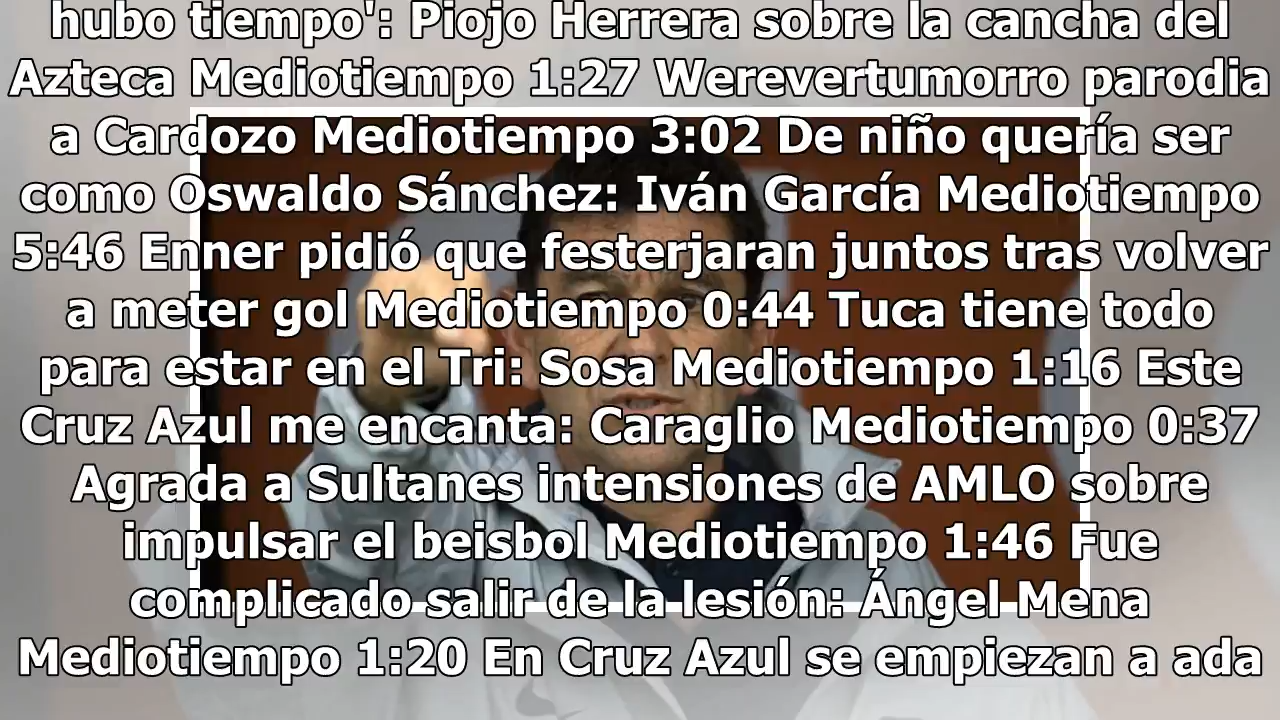 hubo tiempo': Piojo Herrera sobre la cancha del
Azteca Mediotiempo 1:27 Werevertumorro parodia
a Cardozo Mediotiempo 3:02 De niño quería ser
como Oswaldo Sánchez: Iván García Mediotiempo
5:46 Enner pidió que festerjaran juntos tras volver
a meter gol Mediotiempo 0:44 Tuca tiene todo
para estar en el Tri: Sosa Mediotiempo 1:16 Este
Cruz Azul me encanta: Caraglio Mediotiempo 0:37
Agrada a Sultanes intensiones de AMLO sobre
impulsar el beisbol Mediotiempo 1:46 Fue
complicado salir de la lesión: Ángel Mena
Mediotiempo 1:20 En Cruz Azul se empiezan a ada